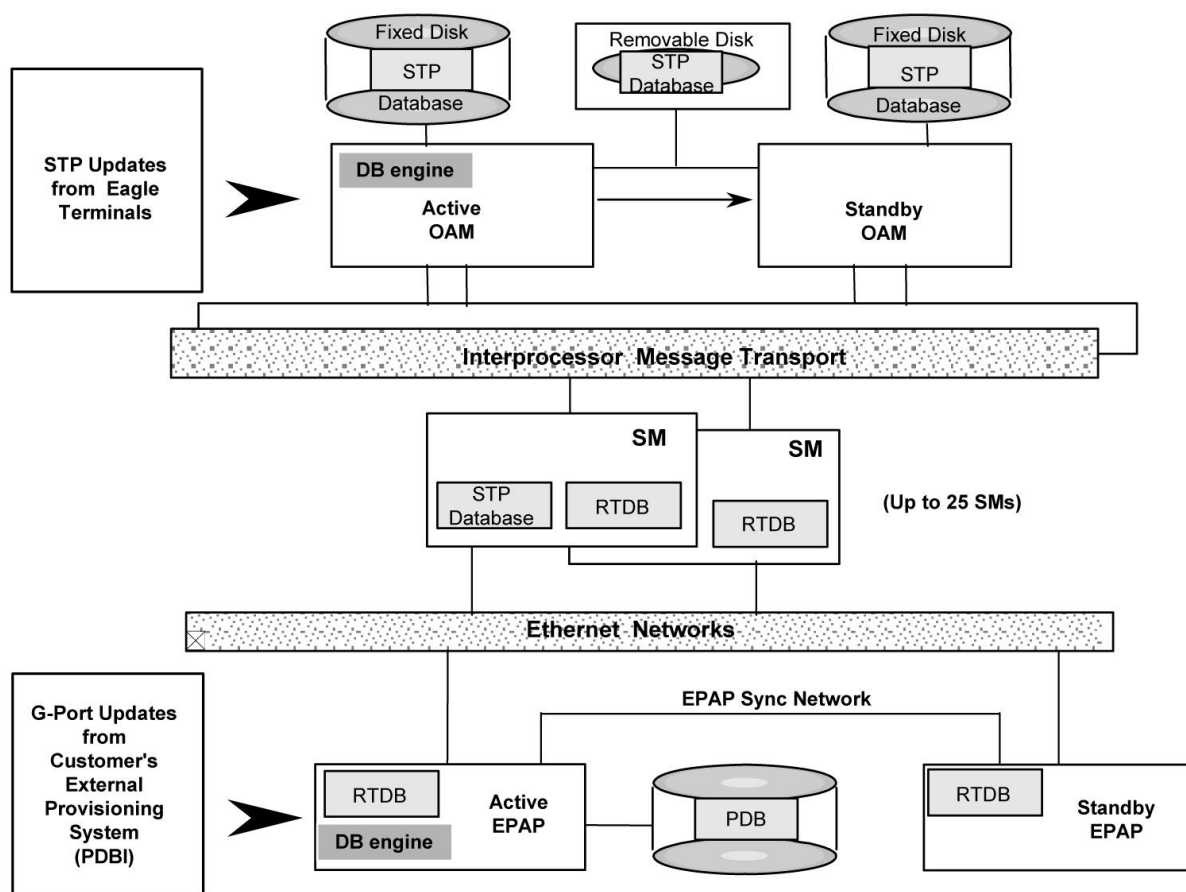 Fixed Disk
STP
Database
Removable Disk
STP
Database
Fixed Disk
STP
Database
STP Updates
from Eagle
Terminals
DB engine
Active
OAM
Standby
OAM
Interprocessor Message Transport
SM
STP
Database
RTDB
SM
RTDB
(Up to 25 SMs)
Ethernet Networks
G-Port Updates
from
Customer's
External
Provisioning
System
(PDBI)
EPAP Sync Network
RTDB
DB engine
Active
EPAP
PDB
RTDB
Standby
EPAP